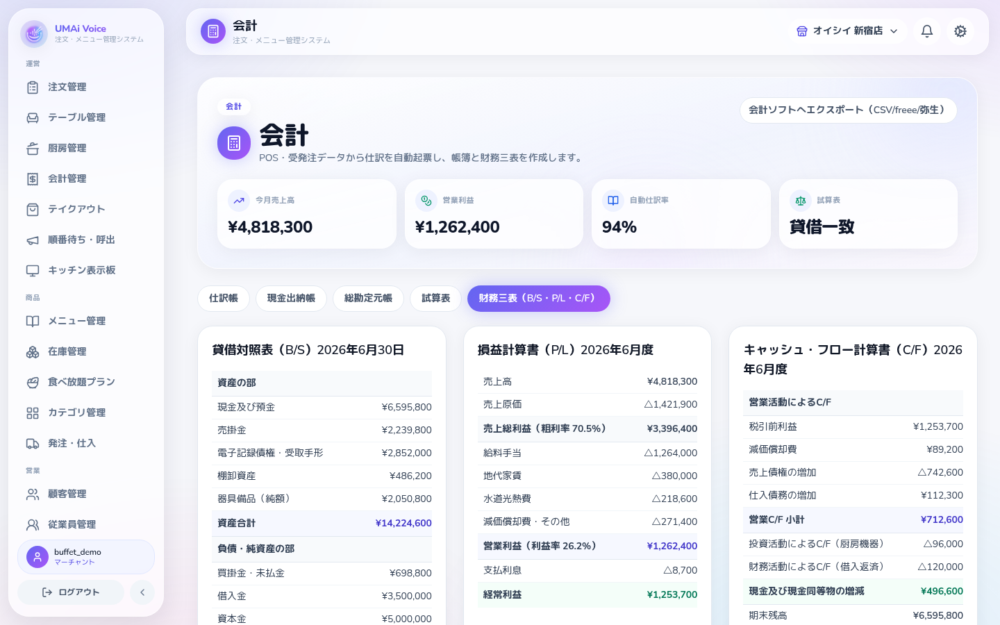 UMAi Voice
注文・メニュー管理システム
運営
注文管理
テーブル管理
厨房管理
会計管理
テイクアウト
順番待ち・呼出
キッチン表示板
商品
メニュー管理
在庫管理
食べ放題プラン
カテゴリ管理
発注・仕入
営業
顧客管理
従業員管理
buffet_demo
マーチャント
ログアウト
会計
注文・メニュー管理システム
オイシイ 新宿店
会計
会計ソフトへエクスポート（CSV/freee/弥生）
会計
POS・受発注データから仕訳を自動起票し、帳簿と財務三表を作成します。
今月売上高
¥4,818,300
営業利益
¥1,262,400
自動仕訳率
94%
試算表
貸借一致
仕訳帳
現金出納帳
総勘定元帳
試算表
財務三表（B/S・P/L・C/F）
貸借対照表（B/S）2026年6月30日
資産の部
現金及び預金 ¥6,595,800
売掛金 ¥2,239,800
電子記録債権・受取手形 ¥2,852,000
棚卸資産 ¥486,200
器具備品（純額） ¥2,050,800
資産合計 ¥14,224,600
負債・純資産の部
買掛金・未払金 ¥698,800
借入金 ¥3,500,000
資本金 ¥5,000,000
損益計算書（P/L）2026年6月度
売上高 ¥4,818,300
売上原価 △1,421,900
売上総利益（粗利率 70.5%） ¥3,396,400
給料手当 △1,264,000
地代家賃 △380,000
水道光熱費 △218,600
減価償却費・その他 △271,400
営業利益（利益率 26.2%） ¥1,262,400
支払利息 △8,700
経常利益 ¥1,253,700
キャッシュ・フロー計算書（C/F）2026
年6月度
営業活動によるC/F
税引前利益 ¥1,253,700
減価償却費 ¥89,200
売上債権の増加 △742,600
仕入債務の増加 ¥112,300
営業C/F 小計 ¥712,600
投資活動によるC/F（厨房機器） △96,000
財務活動によるC/F（借入返済） △120,000
現金及び現金同等物の増減 ¥496,600
期末残高 ¥6,595,800